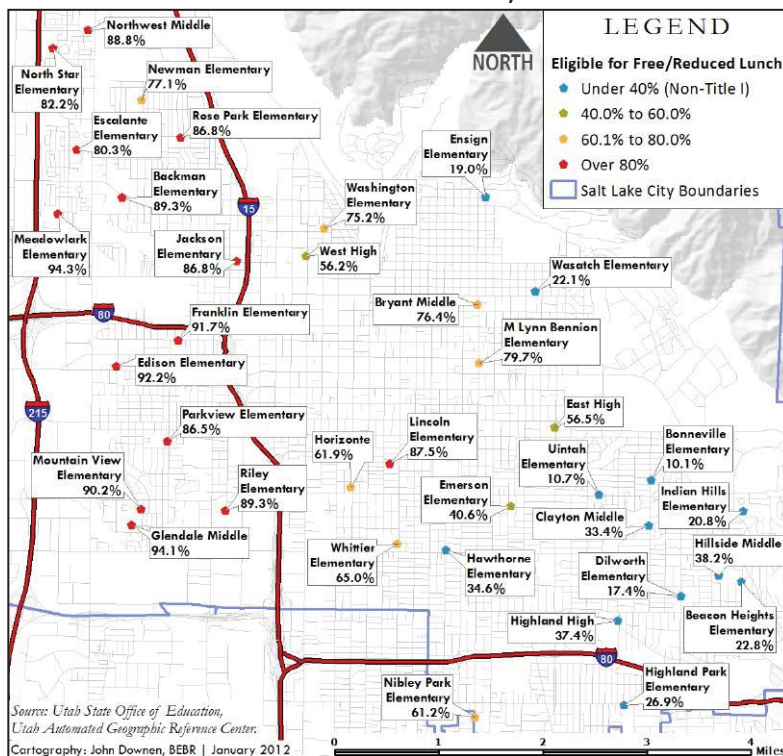 Northwest Middle
88.8%
North Star
Elementary
82.2%
Newman Elementary
77.1%
Escalante
Elementary
80.3%
Rose Park Elementary
86.8%
NORTH
LEGEND
Eligible for Free/Reduced Lunch
Under 40% (Non-Title I)
40.0% to 60.0%
60.1% to 80.0%
Over 80%
Salt Lake City Boundaries
Ensign
Elementary
19.0%
Backman
Elementary
89.3%
15
Washington
Elementary
75.2%
Meadowlark
Elementary
94.3%
Jackson
Elementary
86.8%
West High
56.2%
Wasatch Elementary
22.1%
Bryant Middle
76.4%
80
Franklin Elementary
91.7%
M Lynn Bennion
Elementary
79.7%
Edison Elementary
92.2%
215
Parkview Elementary
86.5%
East High
56.5%
Horizonte
61.9%
Lincoln
Elementary
87.5%
Uintah
Elementary
10.7%
Bonneville
Elementary
10.1%
Mountain View
Elementary
90.2%
Riley
Elementary
89.3%
Emerson
Elementary
40.6%
Indian Hills
Elementary
20.8%
Clayton Middle
33.4%
Glendale Middle
94.1%
Whittier
Elementary
65.0%
Hawthorne
Elementary
34.6%
Hillside Middle
38.2%
Dilworth
Elementary
17.4%
Beacon Heights
Elementary
22.8%
Highland High
37.4%
80
Highland Park
Elementary
26.9%
Nibley Park
Elementary
61.2%
Source: Utah State Office of Education,
Utah Automated Geographic Reference Center.
Cartography: John Downen, BEBR | January 2012
0 1 2 3 4
Miles